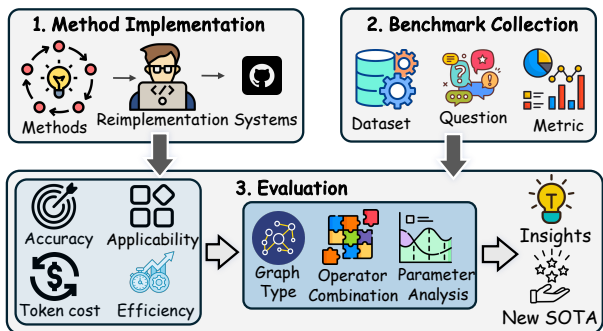 1. Method Implementation
Methods
Reimplementation
Systems
2. Benchmark Collection
Dataset
Question
Metric
3. Evaluation
Accuracy
Applicability
Token cost
Efficiency
Graph
Type
Operator
Combination
Parameter
Analysis
Insights
New SOTA